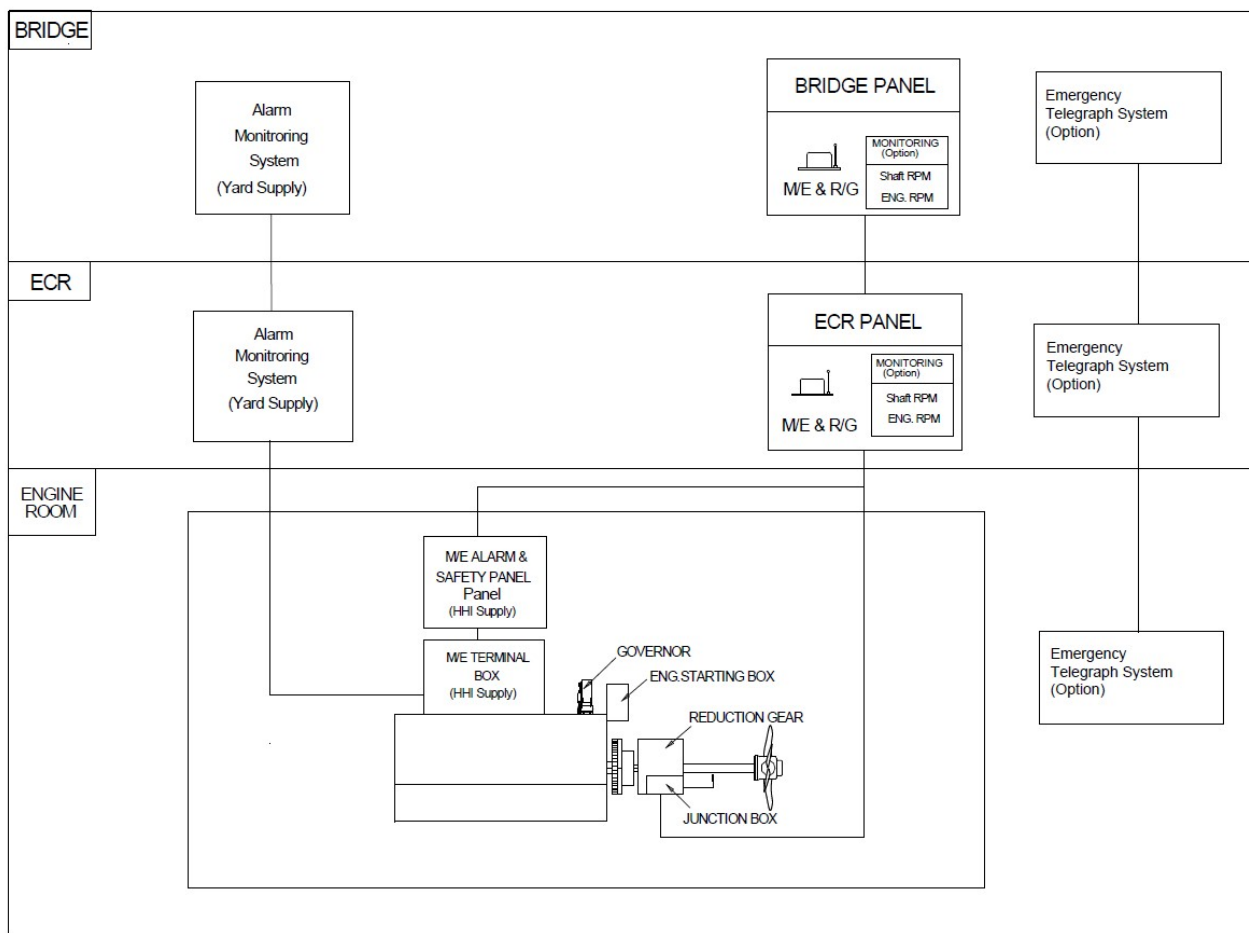 BRIDGE
Alarm
Monitroring
System
(Yard Supply)
BRIDGE PANEL
M/E & R/G
MONITORING
(Option)
Shaft RPM
ENG. RPM
Emergency
Telegraph System
(Option)
ECR
Alarm
Monitroring
System
(Yard Supply)
ECR PANEL
M/E & R/G
MONITORING
(Option)
Shaft RPM
ENG. RPM
Emergency
Telegraph System
(Option)
ENGINE
ROOM
M/E ALARM &
SAFETY PANEL
Panel
(HHI Supply)
M/E TERMINAL
BOX
(HHI Supply)
GOVERNOR
ENG.STARTING BOX
REDUCTION GEAR
JUNCTION BOX
Emergency
Telegraph System
(Option)